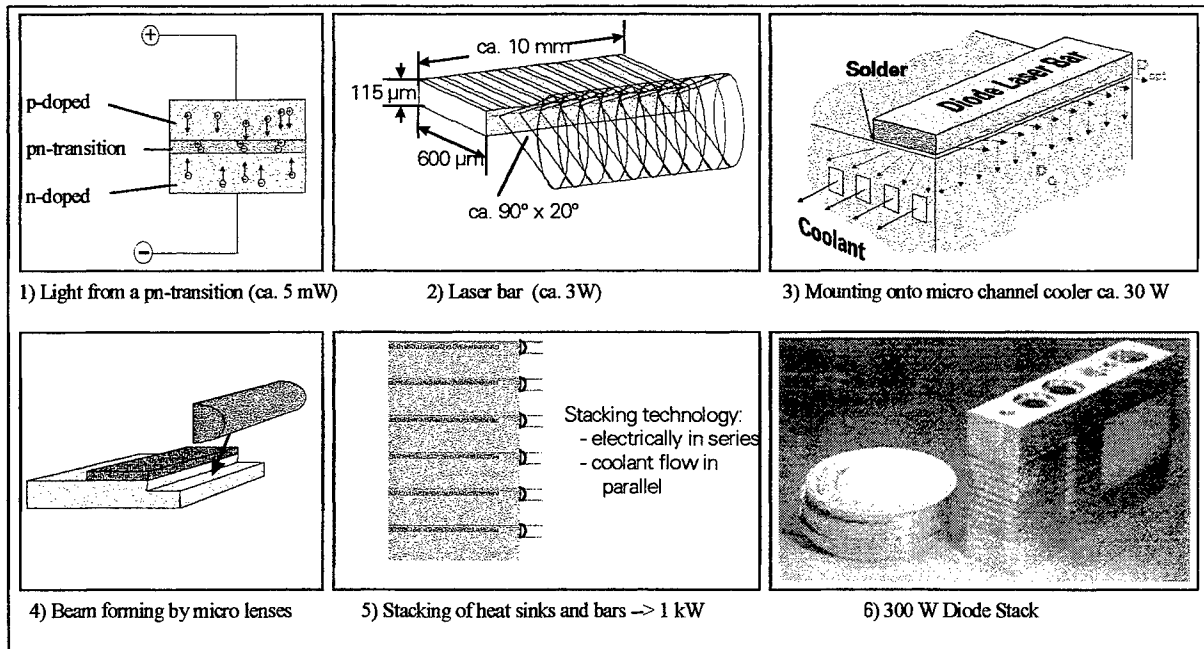 +
p-doped
pn-transition
n-doped
−
1) Light from a pn-transition (ca. 5 mW)
ca. 10 mm
115 µm
600 µm
ca. 90° x 20°
2) Laser bar (ca. 3W)
Solder
Diode Laser Bar
Coolant
3) Mounting onto micro channel cooler ca. 30 W
4) Beam forming by micro lenses
Stacking technology:
- electrically in series
- coolant flow in
parallel
5) Stacking of heat sinks and bars --> 1 kW
6) 300 W Diode Stack